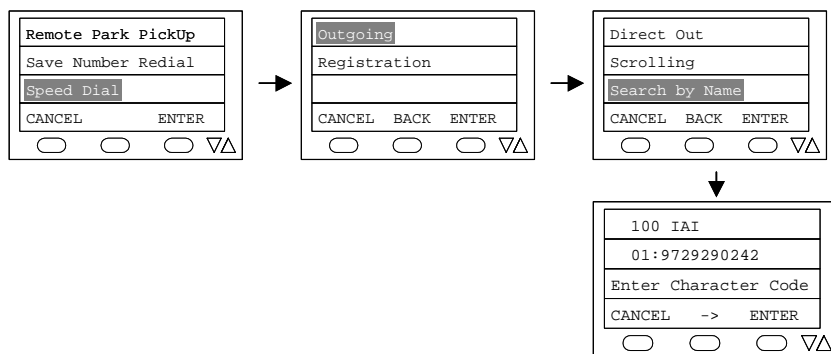 Remote Park PickUp
Save Number Redial
Speed Dial
CANCEL ENTER
Outgoing
Registration
CANCEL BACK ENTER
Direct Out
Scrolling
Search by Name
CANCEL BACK ENTER
100 IAI
01:9729290242
Enter Character Code
CANCEL -> ENTER